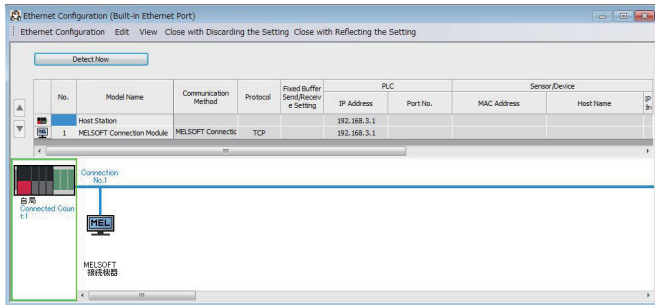 Ethernet Configuration (Built-in Ethernet Port)
Ethernet Configuration Edit View Close with Discarding the Setting Close with Reflecting the Setting
Detect Now
No.
Model Name
Communication
Method
Protocol
Fixed Buffer
Send/Receiv
e Setting
PLC
IP Address
Port No.
Sensor/Device
MAC Address
Host Name
Host Station
192.168.3.1
1 MELSOFT Connection Module MELSOFT Connectic TCP 192.168.3.1
Connection
No.1
自局
Connected Coun
t:1
MEL
MELSOFT
接続機器